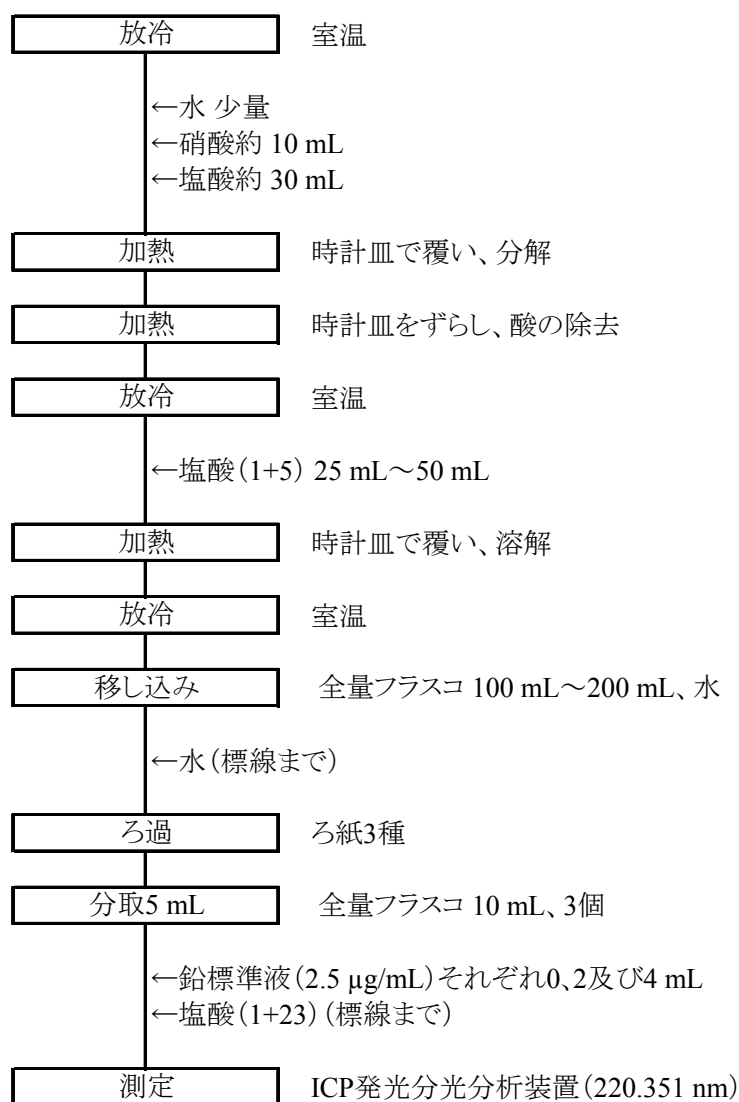 放冷 室温
←水 少量
←硝酸約 10 mL
←塩酸約 30 mL
加熱 時計皿で覆い、分解
加熱 時計皿をずらし、酸の除去
放冷 室温
←塩酸(1+5) 25 mL～50 mL
加熱 時計皿で覆い、溶解
放冷 室温
移し込み 全量フラスコ 100 mL～200 mL、水
←水(標線まで)
ろ過 ろ紙3種
分取5 mL 全量フラスコ 10 mL、3個
←鉛標準液(2.5 µg/mL)それぞれ0、2及び4 mL
←塩酸(1+23)(標線まで)
測定 ICP発光分光分析装置(220.351 nm)